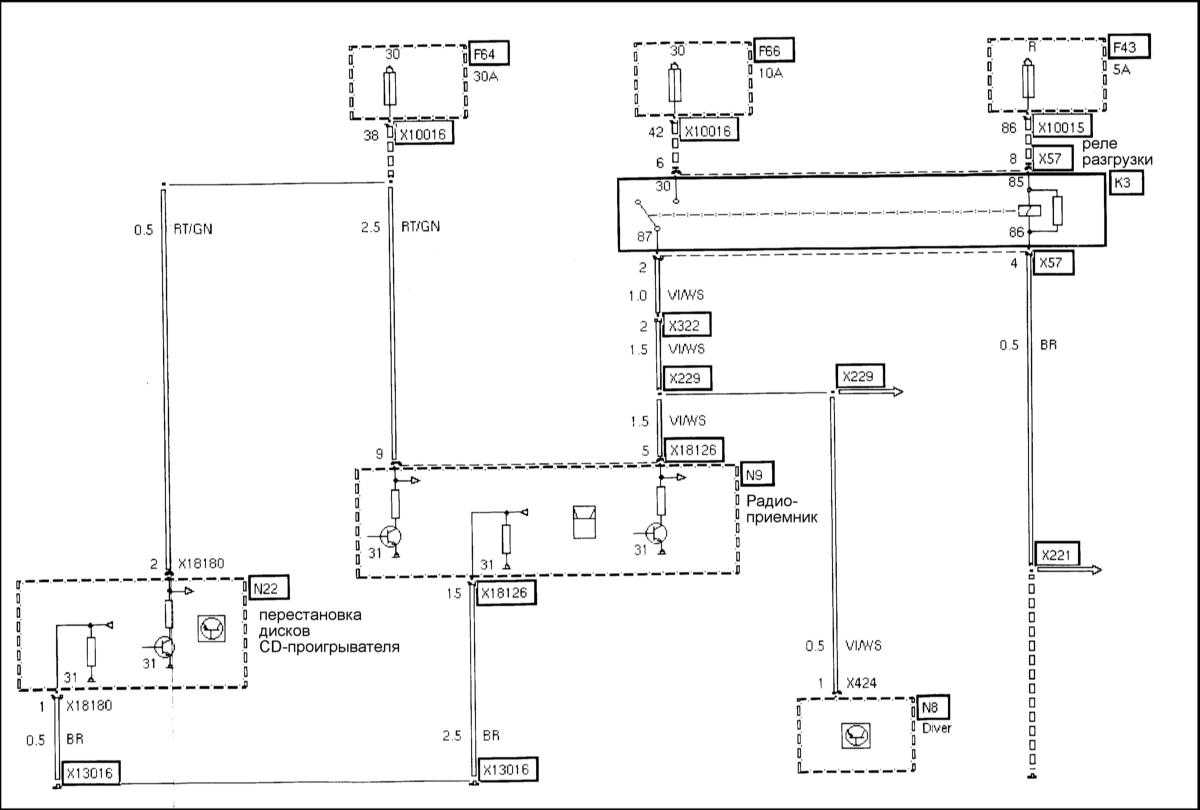 30
F64
30A
38
X10016
30
F66
10A
42
X10016
6
R
F43
5A
86
X10015
8
X57
реле
разгрузки
30
85
K3
87
86
0.5
RT/GN
2.5
RT/GN
2
4
X57
1.0
VI/WS
2
X322
1.5
VI/WS
0.5
BR
X229
X229
1.5
VI/WS
9
5
X18126
N9
Радио-
приемник
31
31
31
X221
2
X18180
N22
перестановка
дисков
CD-проигрывателя
15
X18126
31
31
0.5
VI/WS
1
X424
1
X18180
N8
Diver
0.5
BR
2.5
BR
X13016
X13016